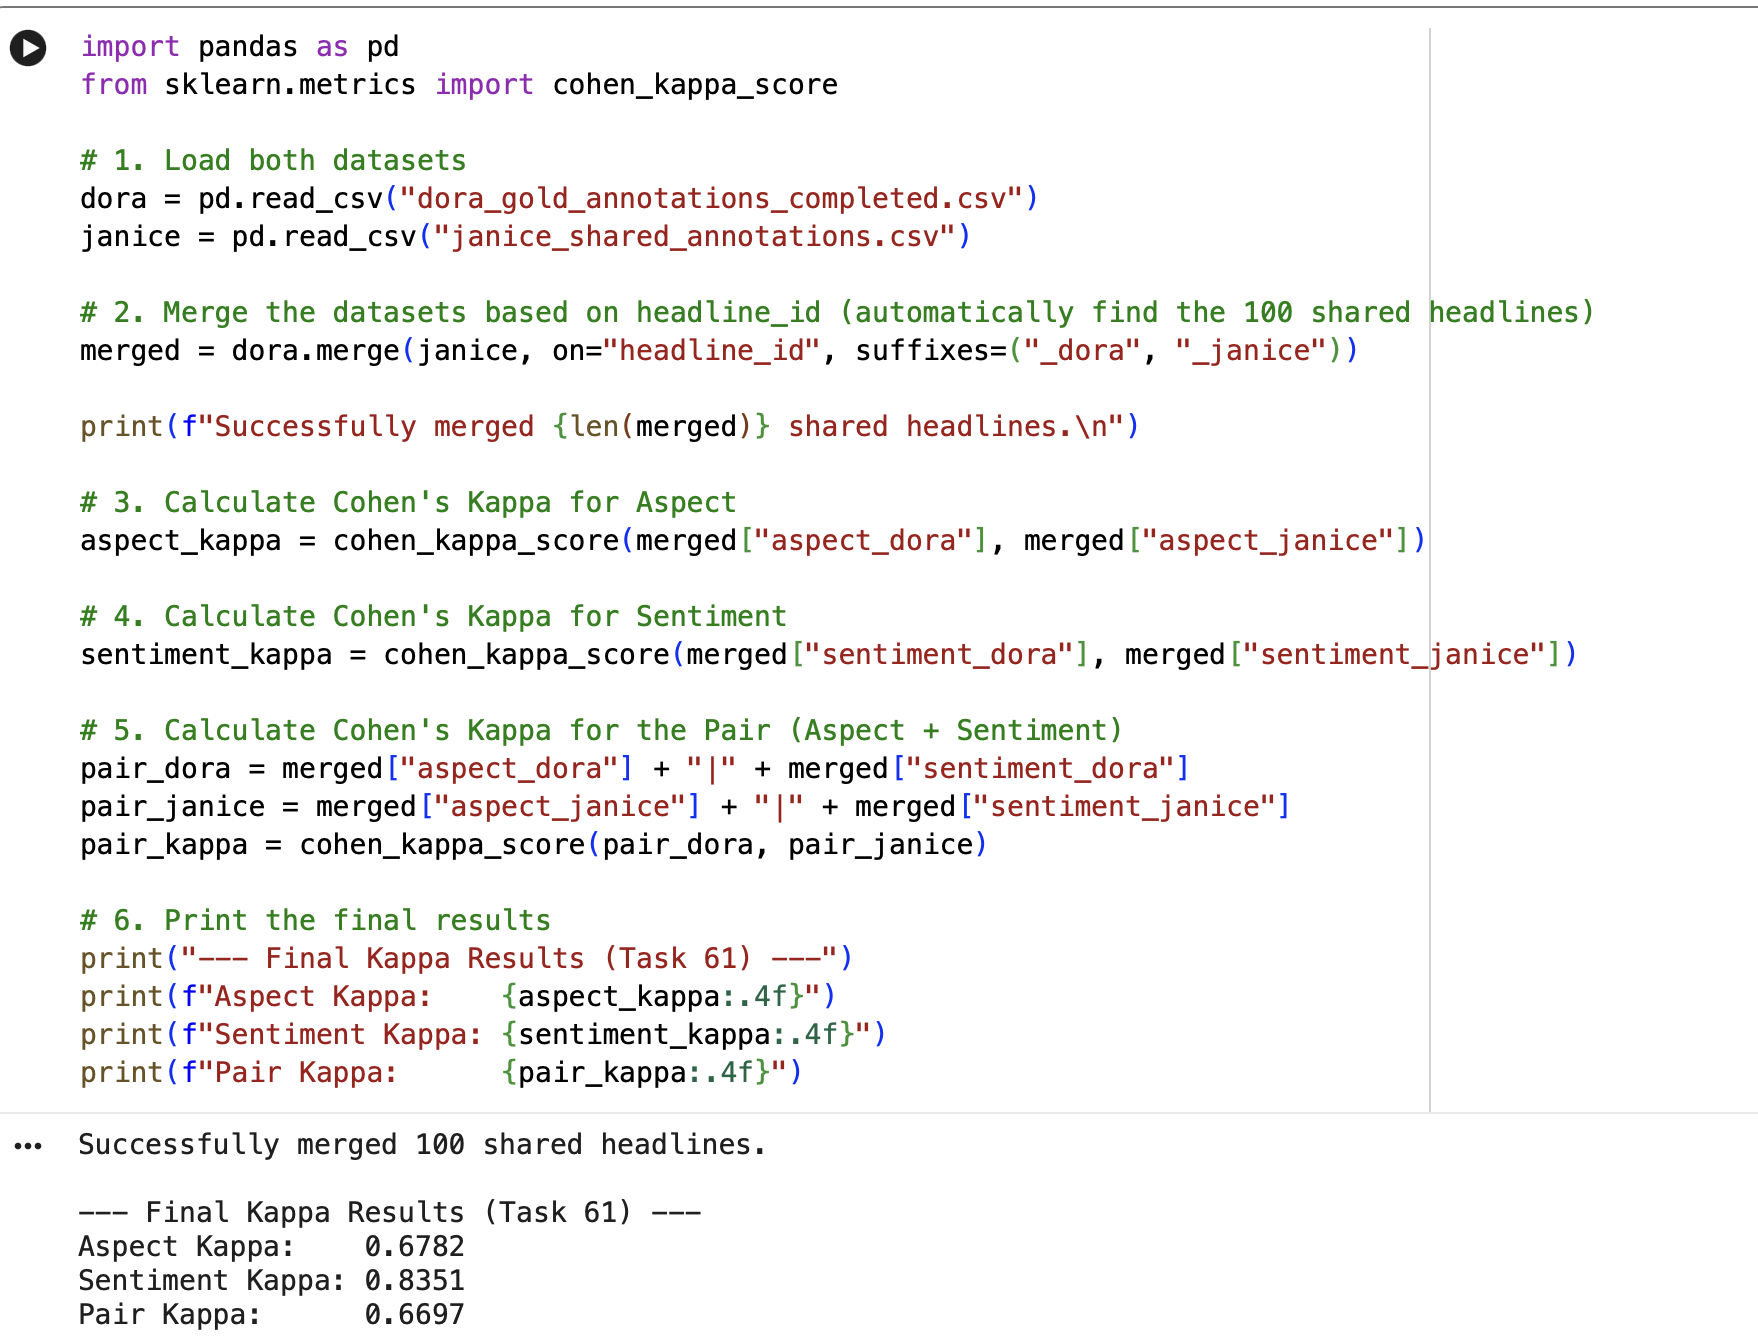 import pandas as pd
from sklearn.metrics import cohen_kappa_score
# 1. Load both datasets
dora = pd.read_csv("dora_gold_annotations_completed.csv")
janice = pd.read_csv("janice_shared_annotations.csv")
# 2. Merge the datasets based on headline_id (automatically find the 100 shared headlines)
merged = dora.merge(janice, on="headline_id", suffixes=("_dora", "_janice"))
print(f"Successfully merged {len(merged)} shared headlines.\n")
# 3. Calculate Cohen's Kappa for Aspect
aspect_kappa = cohen_kappa_score(merged["aspect_dora"], merged["aspect_janice"])
# 4. Calculate Cohen's Kappa for Sentiment
sentiment_kappa = cohen_kappa_score(merged["sentiment_dora"], merged["sentiment_janice"])
# 5. Calculate Cohen's Kappa for the Pair (Aspect + Sentiment)
pair_dora = merged["aspect_dora"] + "|" + merged["sentiment_dora"]
pair_janice = merged["aspect_janice"] + "|" + merged["sentiment_janice"]
pair_kappa = cohen_kappa_score(pair_dora, pair_janice)
# 6. Print the final results
print("--- Final Kappa Results (Task 61) ---")
print(f"Aspect Kappa:    {aspect_kappa:.4f}")
print(f"Sentiment Kappa: {sentiment_kappa:.4f}")
print(f"Pair Kappa:      {pair_kappa:.4f}")
Successfully merged 100 shared headlines.
--- Final Kappa Results (Task 61) ---
Aspect Kappa:    0.6782
Sentiment Kappa: 0.8351
Pair Kappa:      0.6697